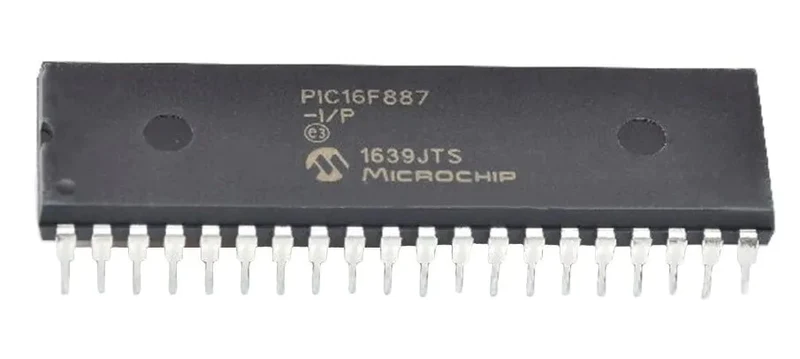 PIC16F887
-I/P
e3
1639JTS
MICROCHIP